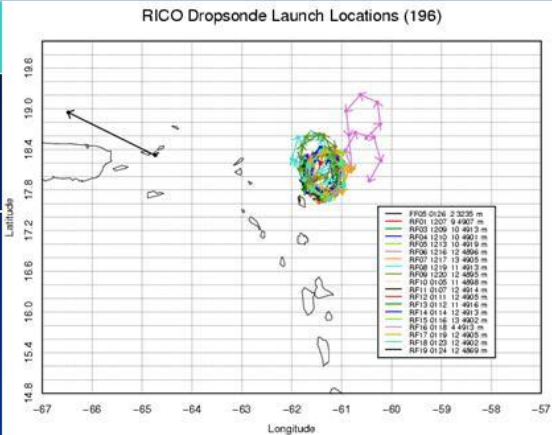 RICO Dropsonde Launch Locations (196)
19.6
19.0
18.4
17.8
17.2
16.6
16.0
15.4
14.8
Latitude
FF05 0126 2 3235 m
RF01 1207 9 4907 m
RF03 1209 10 4913 m
RF04 1210 10 4901 m
RF05 1213 10 4919 m
RF06 1216 12 4896 m
RF07 1217 13 4905 m
RF08 1219 11 4913 m
RF09 1220 12 4895 m
RF10 0105 11 4898 m
RF11 0107 12 4914 m
RF12 0111 12 4905 m
RF13 0112 11 4916 m
RF14 0114 12 4913 m
RF15 0116 13 4902 m
RF16 0118 4 4913 m
RF17 0119 12 4905 m
RF18 0123 12 4902 m
RF19 0124 12 4869 m
−67 −66 −65 −64 −63 −62 −61 −60 −59 −58 −57
Longitude